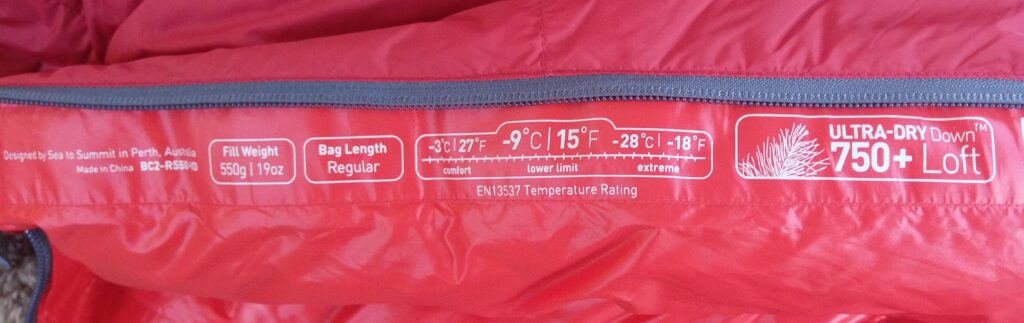 Designed by Sea to Summit in Perth, Australia
Made in China BC2-R550-
Fill Weight
550g | 19oz
Bag Length
Regular
-3°C | 27°F -9°C | 15°F -28°C | -18°F
comfort lower limit extreme
EN13537 Temperature Rating
ULTRA-DRY Down™
750+ Loft